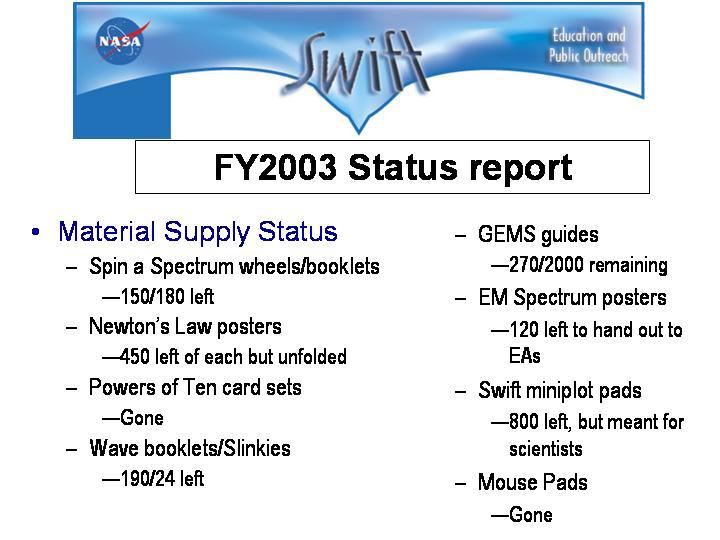 NASA
Swift
Education and
Public Outreach
FY2003 Status report
• Material Supply Status
– Spin a Spectrum wheels/booklets
—150/180 left
– Newton's Law posters
—450 left of each but unfolded
– Powers of Ten card sets
—Gone
– Wave booklets/Slinkies
—190/24 left
– GEMS guides
—270/2000 remaining
– EM Spectrum posters
—120 left to hand out to
EAs
– Swift miniplot pads
—800 left, but meant for
scientists
– Mouse Pads
—Gone